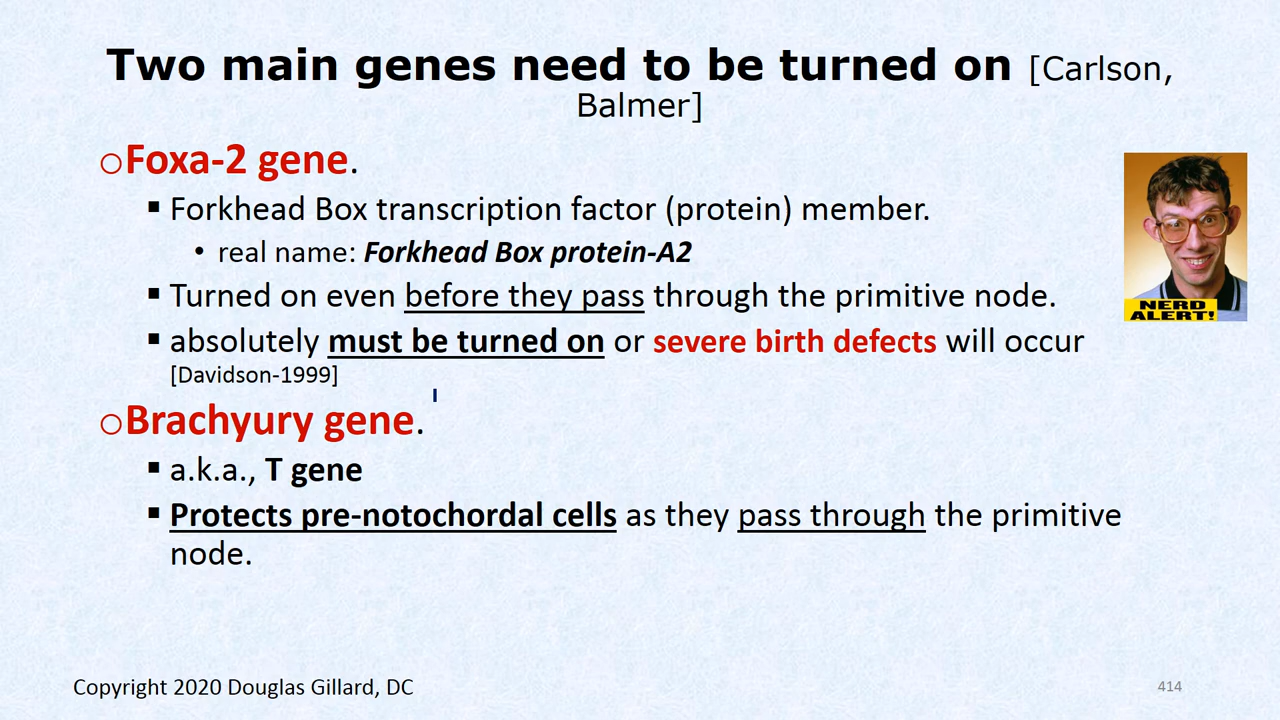 Two main genes need to be turned on [Carlson,
Balmer]
oFoxa-2 gene.
▪ Forkhead Box transcription factor (protein) member.
• real name: Forkhead Box protein-A2
▪ Turned on even before they pass through the primitive node.
▪ absolutely must be turned on or severe birth defects will occur
[Davidson-1999]
NERD
ALERT!
oBrachyury gene.
▪ a.k.a., T gene
▪ Protects pre-notochordal cells as they pass through the primitive
node.
Copyright 2020 Douglas Gillard, DC
414